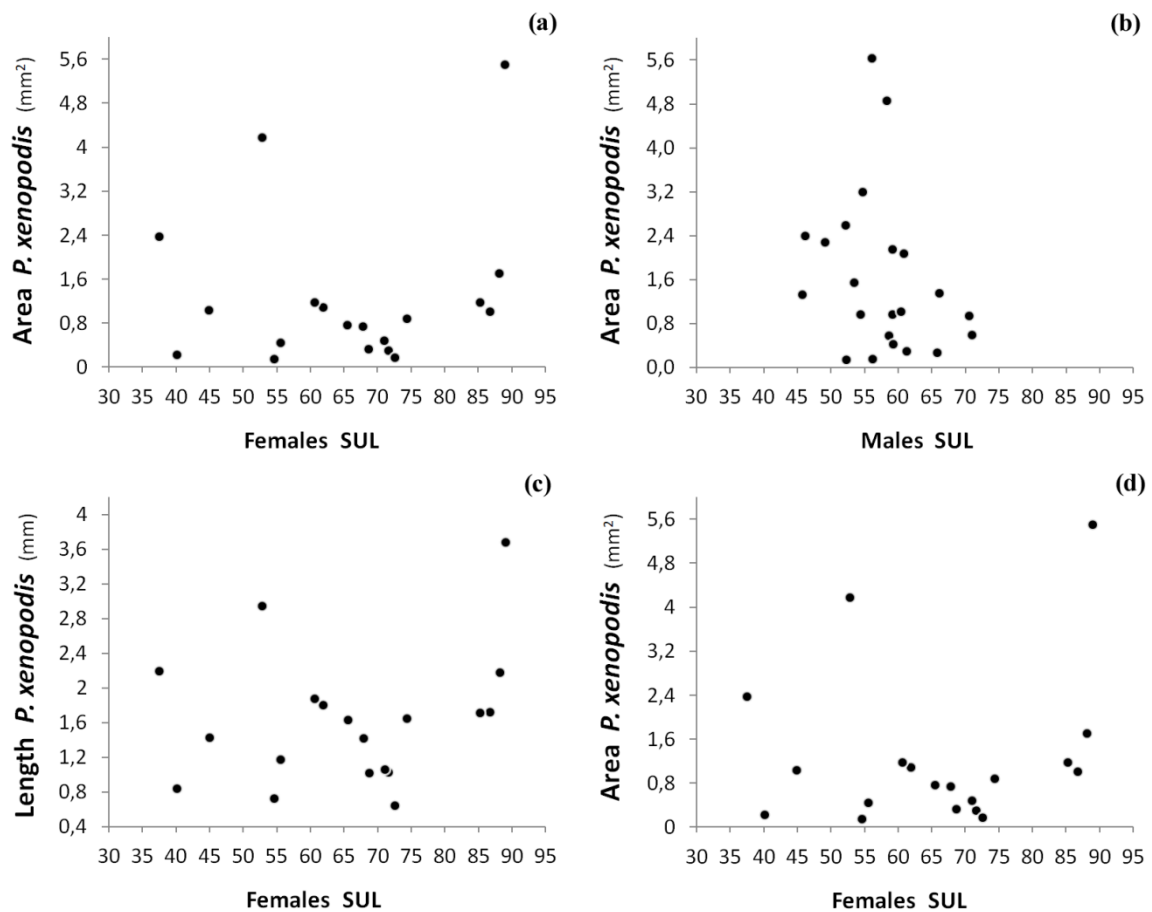 (a)
Area P. xenopodis (mm²)
5,6
4,8
4
3,2
2,4
1,6
0,8
0
30 35 40 45 50 55 60 65 70 75 80 85 90 95
Females SUL
(b)
Area P. xenopodis (mm²)
5,6
4,8
4,0
3,2
2,4
1,6
0,8
0,0
30 35 40 45 50 55 60 65 70 75 80 85 90 95
Males SUL
(c)
Length P. xenopodis (mm)
4
3,6
3,2
2,8
2,4
2
1,6
1,2
0,8
0,4
30 35 40 45 50 55 60 65 70 75 80 85 90 95
Females SUL
(d)
Area P. xenopodis (mm²)
5,6
4,8
4
3,2
2,4
1,6
0,8
0
30 35 40 45 50 55 60 65 70 75 80 85 90 95
Females SUL